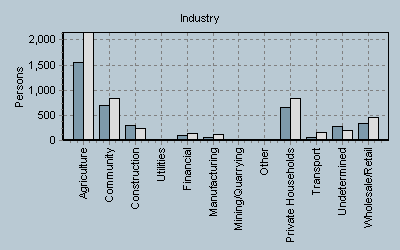 Industry
Persons
2,000
1,500
1,000
500
0
Agriculture
Community
Construction
Utilities
Financial
Manufacturing
Mining/Quarrying
Other
Private Households
Transport
Undetermined
Wholesale/Retail